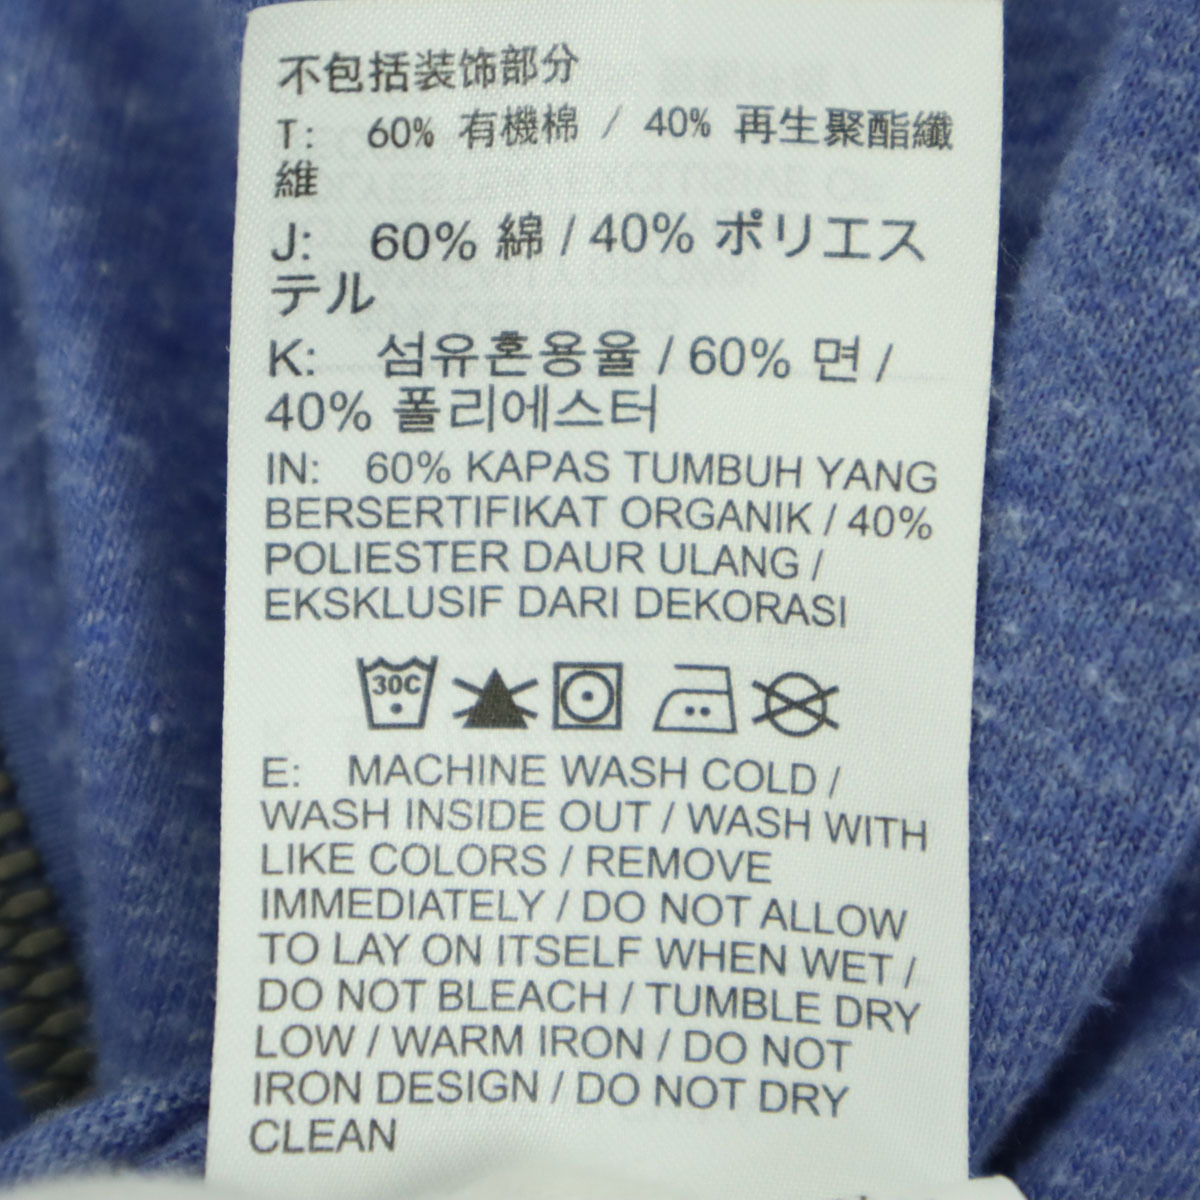 不包括装饰部分
T: 60% 有機棉 / 40% 再生聚酯纖
維
J: 60% 綿 / 40% ポリエス
テル
K: 섬유혼용율 / 60% 면 /
40% 폴리에스터
IN: 60% KAPAS TUMBUH YANG
BERSERTIFIKAT ORGANIK / 40%
POLIESTER DAUR ULANG /
EKSKLUSIF DARI DEKORASI
30C
E: MACHINE WASH COLD /
WASH INSIDE OUT / WASH WITH
LIKE COLORS / REMOVE
IMMEDIATELY / DO NOT ALLOW
TO LAY ON ITSELF WHEN WET /
DO NOT BLEACH / TUMBLE DRY
LOW / WARM IRON / DO NOT
IRON DESIGN / DO NOT DRY
CLEAN